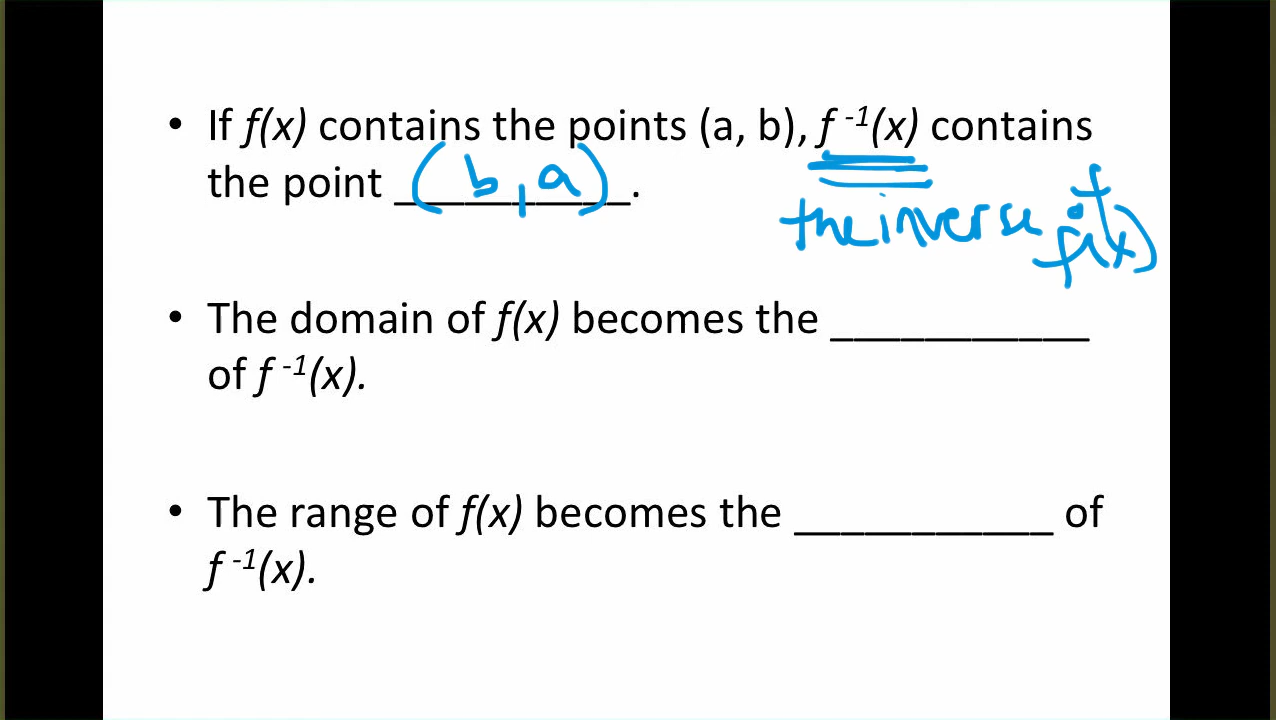 • If f(x) contains the points (a, b), f ⁻¹(x) contains
the point (b,a).
the inverse of
f(x)
• The domain of f(x) becomes the ___________
of f ⁻¹(x).
• The range of f(x) becomes the ___________ of
f ⁻¹(x).